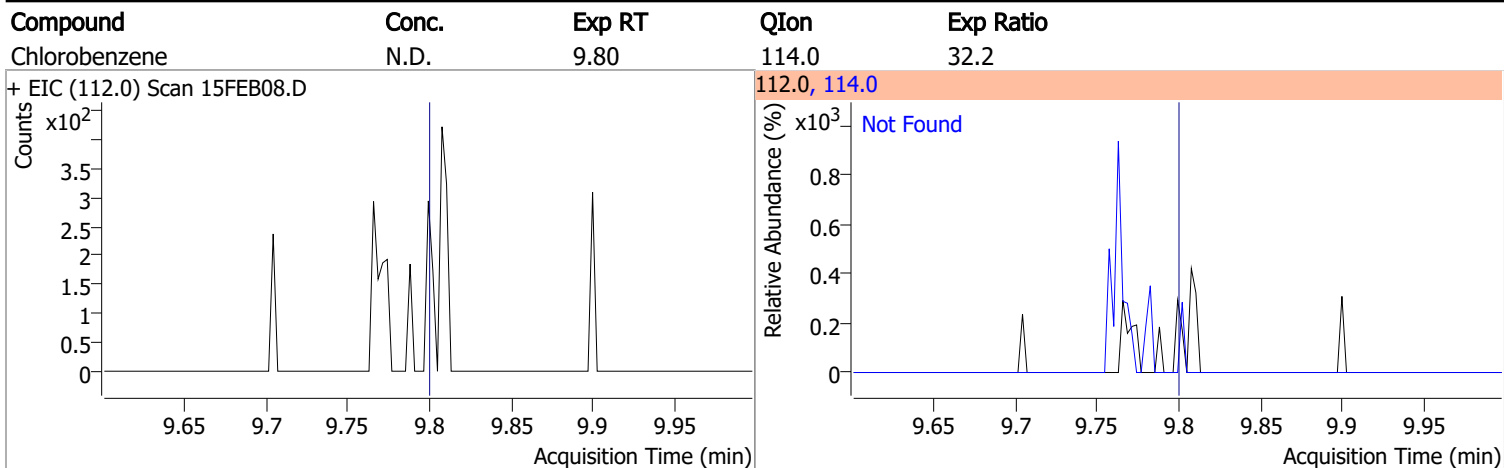 Compound Conc. Exp RT QIon Exp Ratio
Chlorobenzene N.D. 9.80 114.0 32.2
+ EIC (112.0) Scan 15FEB08.D
Counts
x10²
3.5
3
2.5
2
1.5
1
0.5
0
9.65 9.7 9.75 9.8 9.85 9.9 9.95
Acquisition Time (min)
112.0, 114.0
Relative Abundance (%)
x10³
Not Found
0.8
0.6
0.4
0.2
0
9.65 9.7 9.75 9.8 9.85 9.9 9.95
Acquisition Time (min)